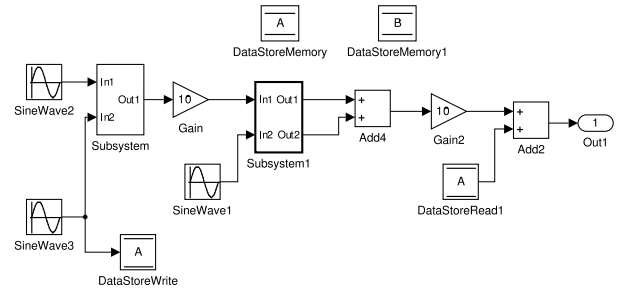 A
B
DataStoreMemory
DataStoreMemory1
In1
Out1
In2
SineWave2
Subsystem
10
Gain
In1 Out1
In2 Out2
Subsystem1
+
+
Add4
10
Gain2
+
+
Add2
1
Out1
SineWave1
A
DataStoreRead1
SineWave3
A
DataStoreWrite